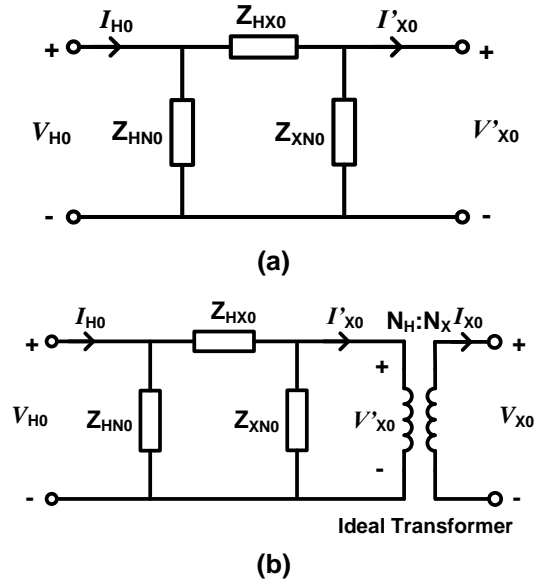 I_H0 Z_HX0 I'_X0
+ +
V_H0 Z_HN0 Z_XN0 V'_X0
- -
(a)
I_H0 Z_HX0 I'_X0 N_H:N_X I_X0
+ + +
V_H0 Z_HN0 Z_XN0 V'_X0 V_X0
- - -
Ideal Transformer
(b)